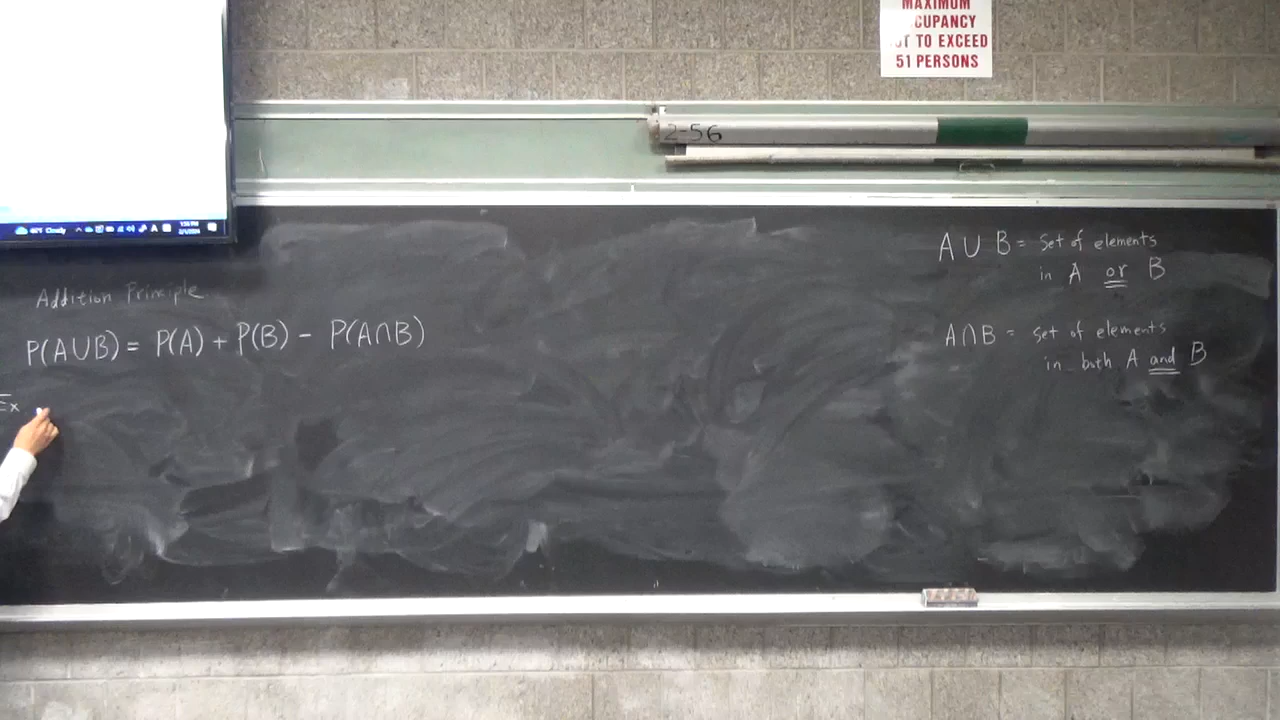 MAXIMUM
CUPANCY
TO EXCEED
51 PERSONS
2-56
Addition Principle
P(A∪B) = P(A) + P(B) - P(A∩B)
Ex
A ∪ B = set of elements
in A or B
A∩B = set of elements
in both A and B